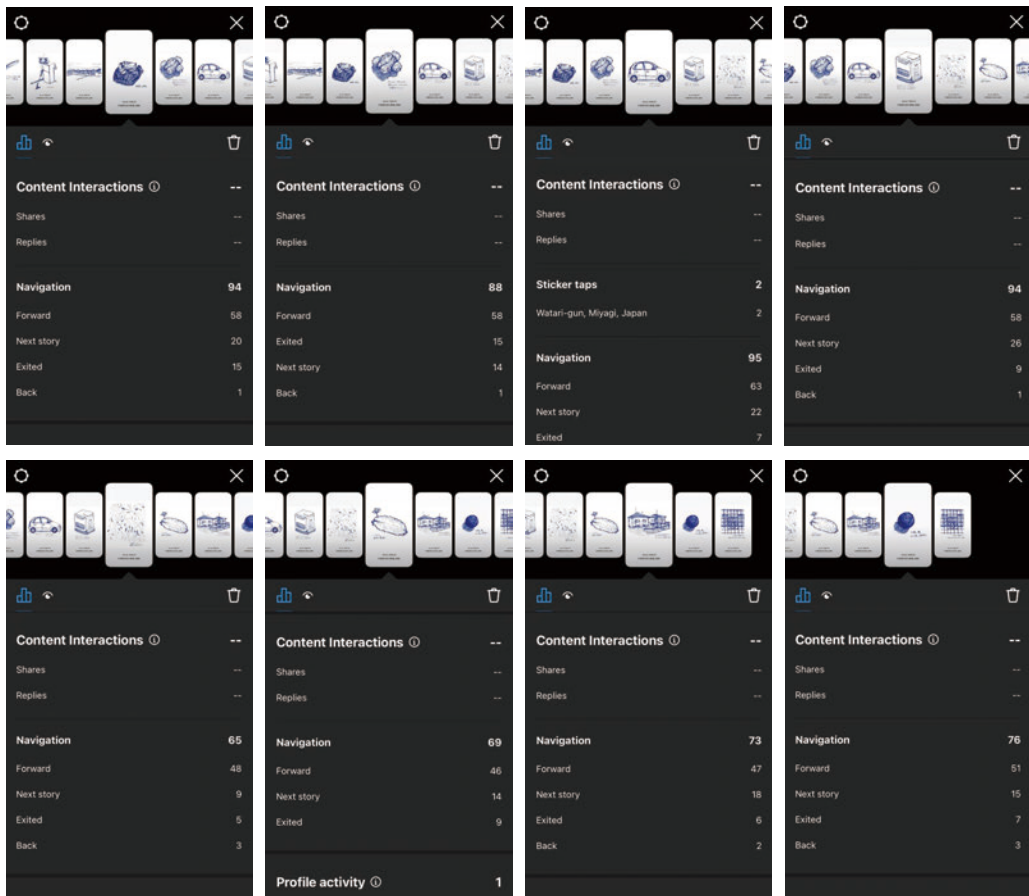 Content Interactions --
Shares --
Replies --
Navigation 94
Forward 58
Next story 20
Exited 15
Back 1
Content Interactions --
Shares --
Replies --
Navigation 88
Forward 58
Exited 15
Next story 14
Back 1
Content Interactions --
Shares --
Replies --
Sticker taps 2
Watari-gun, Miyagi, Japan 2
Navigation 95
Forward 63
Next story 22
Exited 7
Content Interactions --
Shares --
Replies --
Navigation 94
Forward 58
Next story 26
Exited 9
Back 1
Content Interactions --
Shares --
Replies --
Navigation 65
Forward 48
Next story 9
Exited 5
Back 3
Content Interactions --
Shares --
Replies --
Navigation 69
Forward 46
Next story 14
Exited 9
Profile activity 1
Content Interactions --
Shares --
Replies --
Navigation 73
Forward 47
Next story 18
Exited 6
Back 2
Content Interactions --
Shares --
Replies --
Navigation 76
Forward 51
Next story 15
Exited 7
Back 3